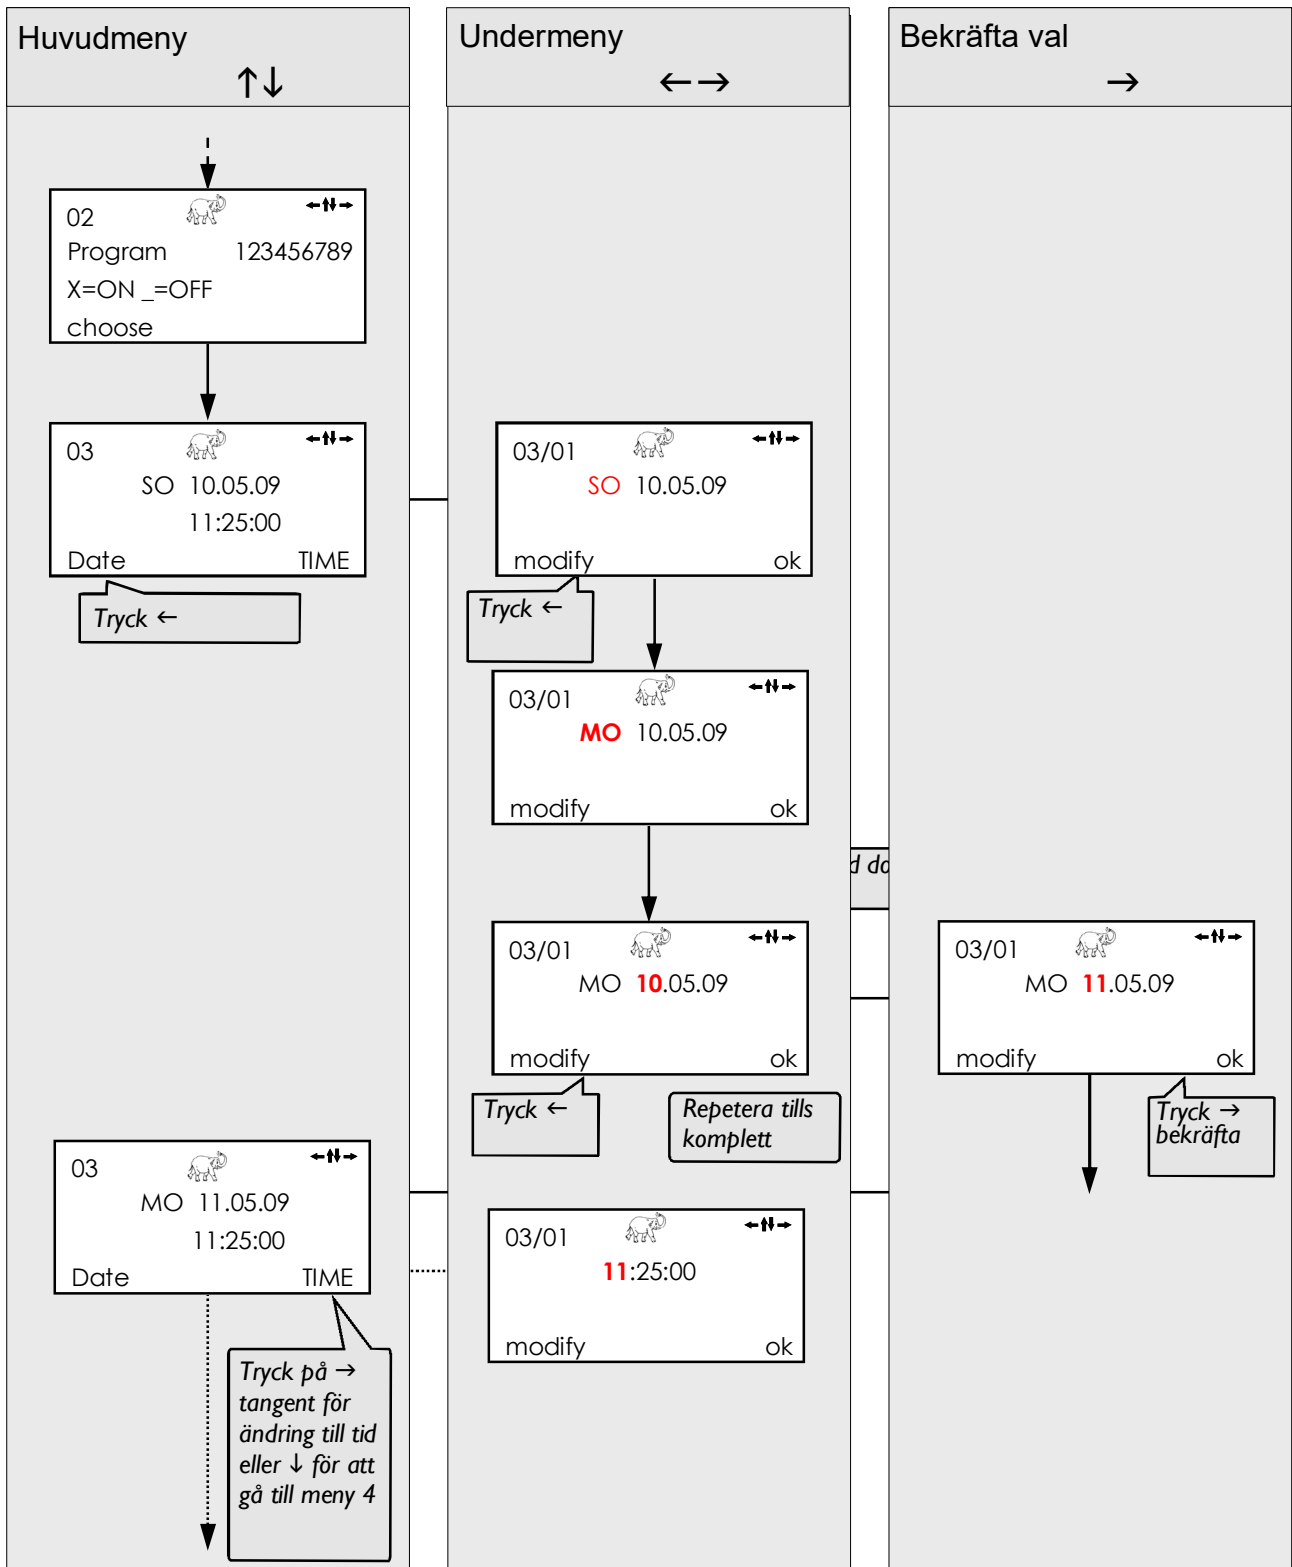 Huvudmeny
↑↓
Undermeny
←→
Bekräfta val
→
02
Program 123456789
X=ON _=OFF
choose
03
SO 10.05.09
11:25:00
Date TIME
Tryck ←
03/01
SO 10.05.09
modify ok
Tryck ←
03/01
MO 10.05.09
modify ok
03/01
MO 10.05.09
modify ok
Tryck ←
Repetera tills
komplett
03/01
MO 11.05.09
modify ok
Tryck →
bekräfta
03
MO 11.05.09
11:25:00
Date TIME
Tryck på →
tangent för
ändring till tid
eller ↓ för att
gå till meny 4
03/01
11:25:00
modify ok